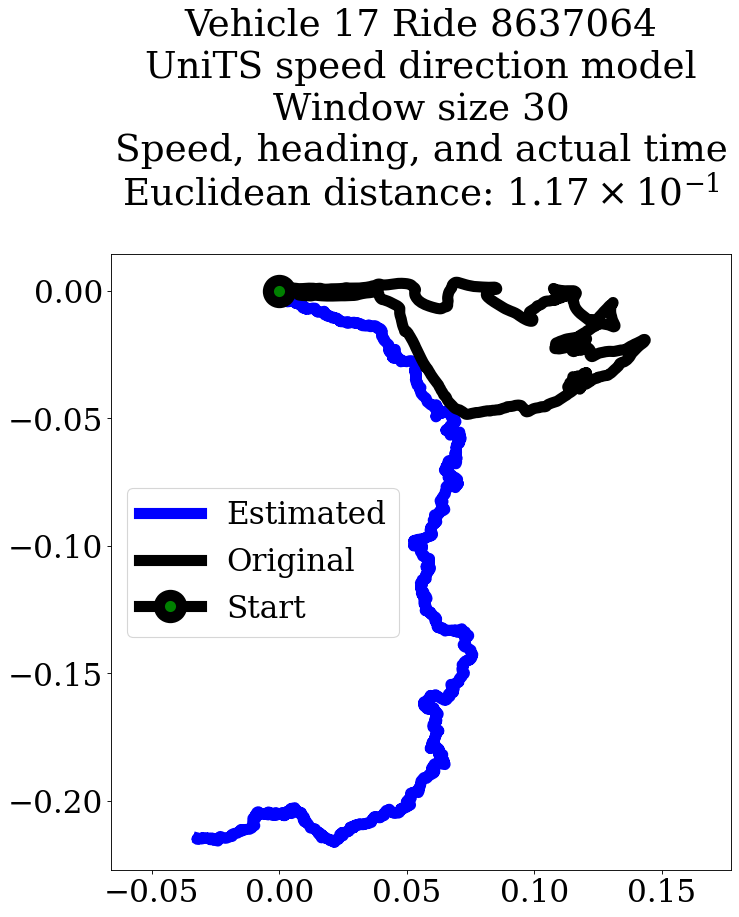 Vehicle 17 Ride 8637064
UniTS speed direction model
Window size 30
Speed, heading, and actual time
Euclidean distance: 1.17 × 10⁻¹
0.00
−0.05
−0.10
−0.15
−0.20
Estimated
Original
Start
−0.05 0.00 0.05 0.10 0.15